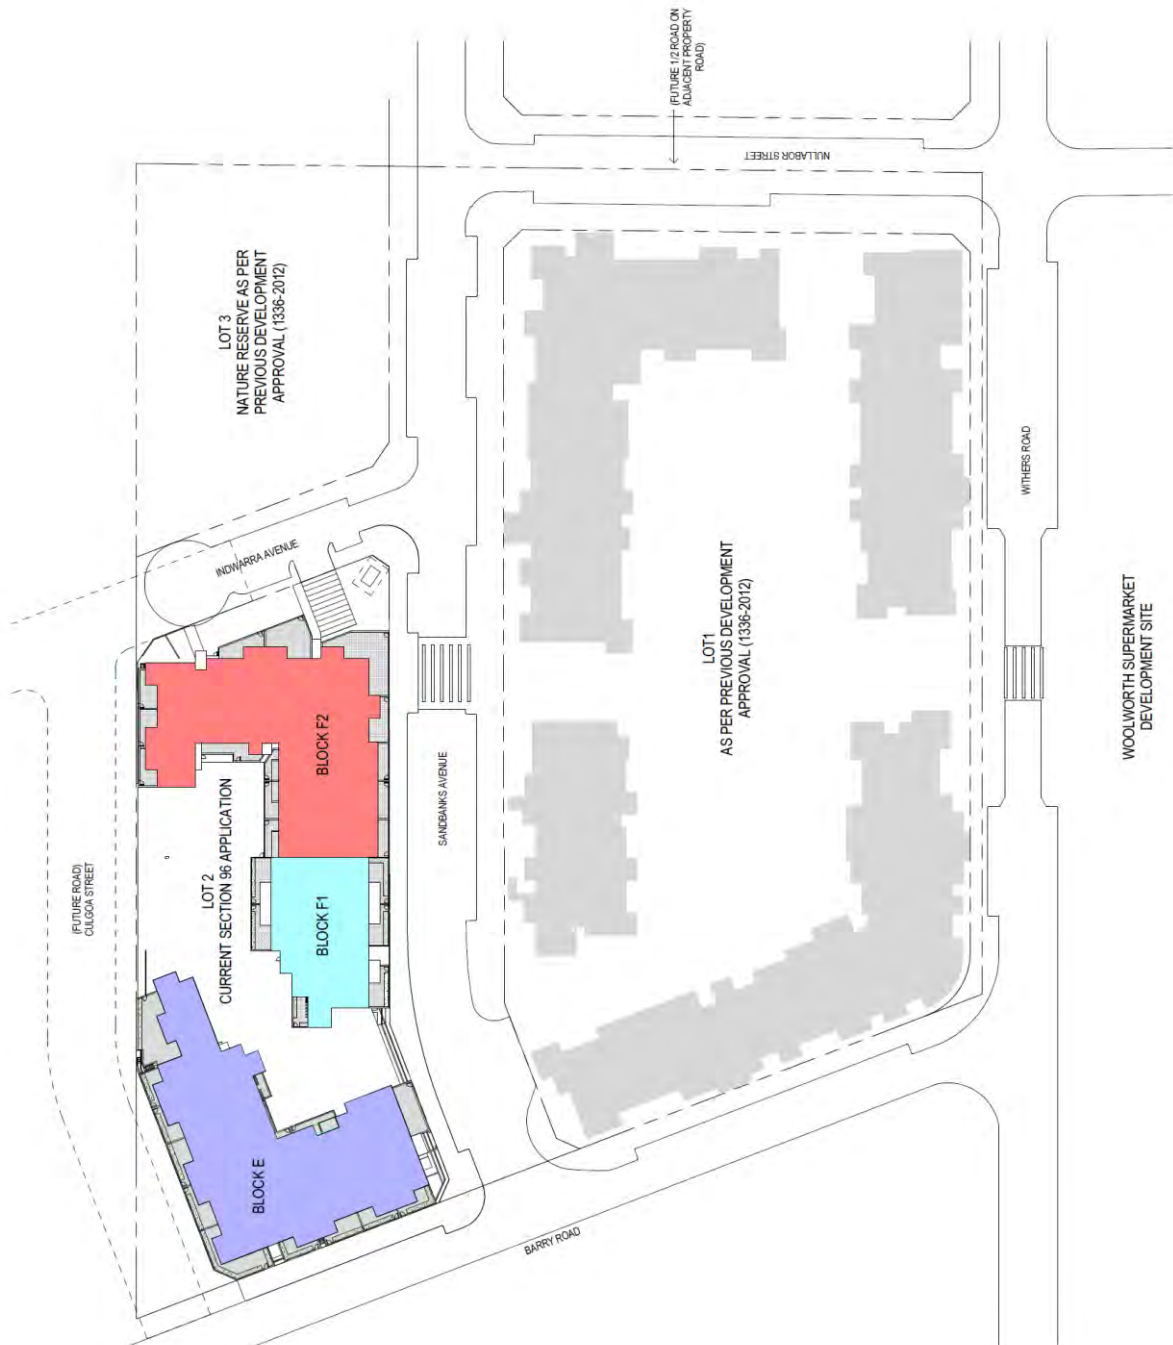 (FUTURE 1/2 ROAD ON
ADJACENT PROPERTY
ROAD)
NULLABOR STREET
LOT 3
NATURE RESERVE AS PER
PREVIOUS DEVELOPMENT
APPROVAL (1336-2012)
INDWARRA AVENUE
WITHERS ROAD
LOT1
AS PER PREVIOUS DEVELOPMENT
APPROVAL (1336-2012)
WOOLWORTH SUPERMARKET
DEVELOPMENT SITE
BLOCK F2
SANDBANKS AVENUE
LOT 2
CURRENT SECTION 96 APPLICATION
(FUTURE ROAD)
CULGOA STREET
BLOCK F1
BLOCK E
BARRY ROAD